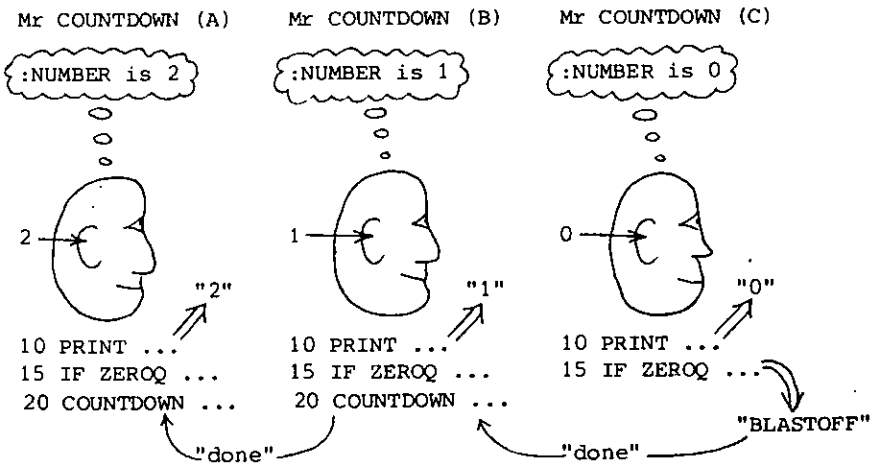 Mr COUNTDOWN (A) Mr COUNTDOWN (B) Mr COUNTDOWN (C)
:NUMBER is 2 :NUMBER is 1 :NUMBER is 0
2 1 0
"2" "1" "0"
10 PRINT ... 10 PRINT ... 10 PRINT ...
15 IF ZEROQ ... 15 IF ZEROQ ... 15 IF ZEROQ ...
20 COUNTDOWN ... 20 COUNTDOWN ...
"BLASTOFF"
"done" "done"